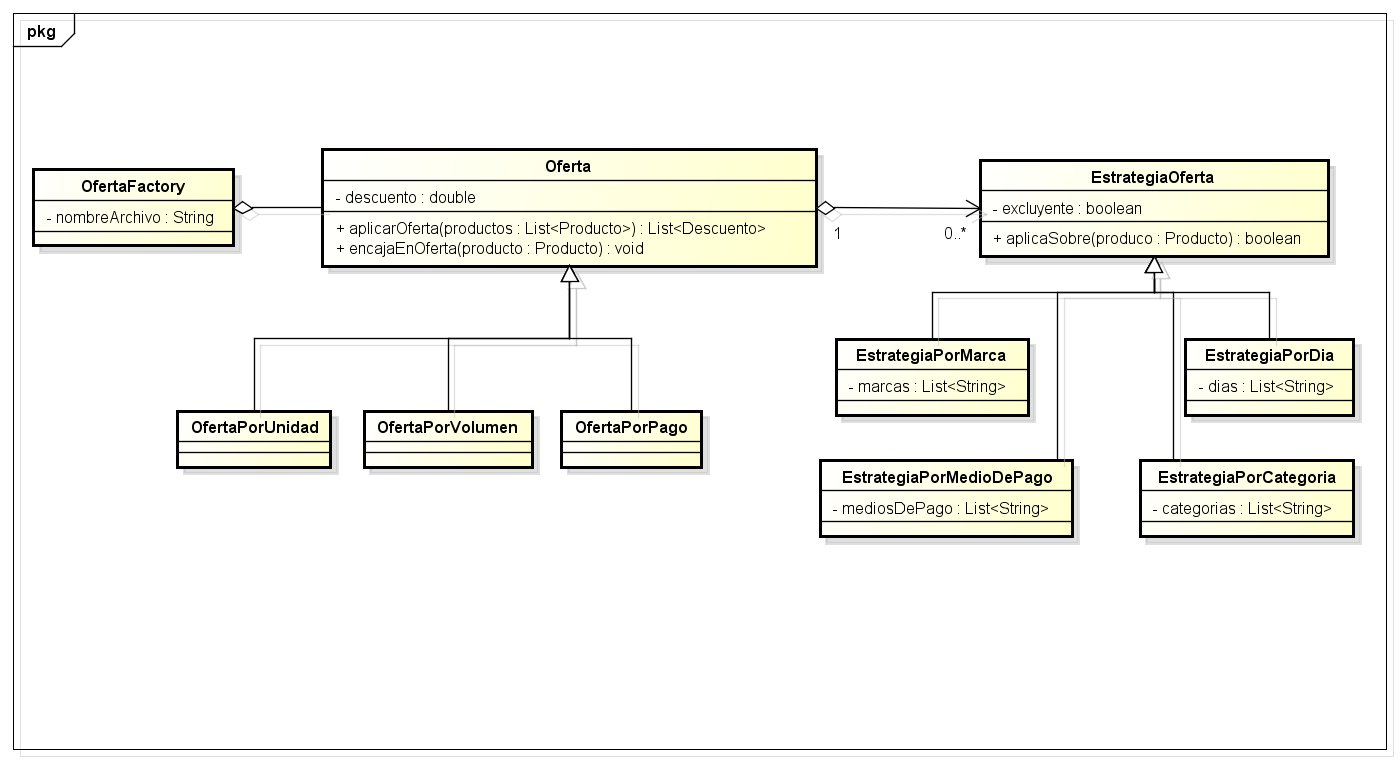 pkg
OfertaFactory
- nombreArchivo : String
Oferta
- descuento : double
+ aplicarOferta(productos : List<Producto>) : List<Descuento>
+ encajaEnOferta(producto : Producto) : void
1
0..*
EstrategiaOferta
- excluyente : boolean
+ aplicaSobre(produco : Producto) : boolean
OfertaPorUnidad
OfertaPorVolumen
OfertaPorPago
EstrategiaPorMarca
- marcas : List<String>
EstrategiaPorDia
- dias : List<String>
EstrategiaPorMedioDePago
- mediosDePago : List<String>
EstrategiaPorCategoria
- categorias : List<String>